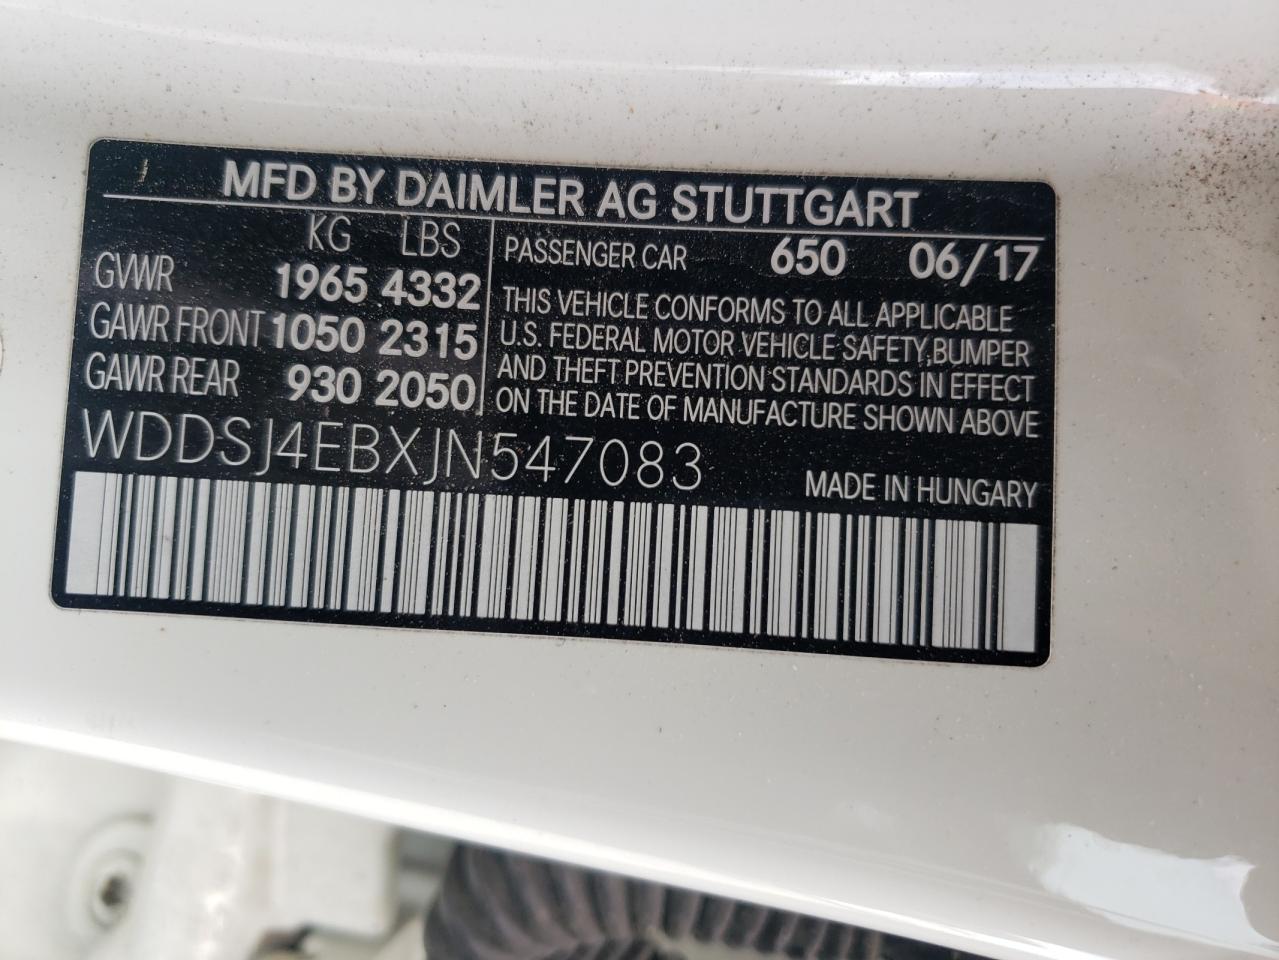 MFD BY DAIMLER AG STUTTGART
KG LBS
GVWR 1965 4332
GAWR FRONT 1050 2315
GAWR REAR 930 2050
PASSENGER CAR 650 06/17
THIS VEHICLE CONFORMS TO ALL APPLICABLE
U.S. FEDERAL MOTOR VEHICLE SAFETY,BUMPER
AND THEFT PREVENTION STANDARDS IN EFFECT
ON THE DATE OF MANUFACTURE SHOWN ABOVE
WDDSJ4EBXJN547083
MADE IN HUNGARY